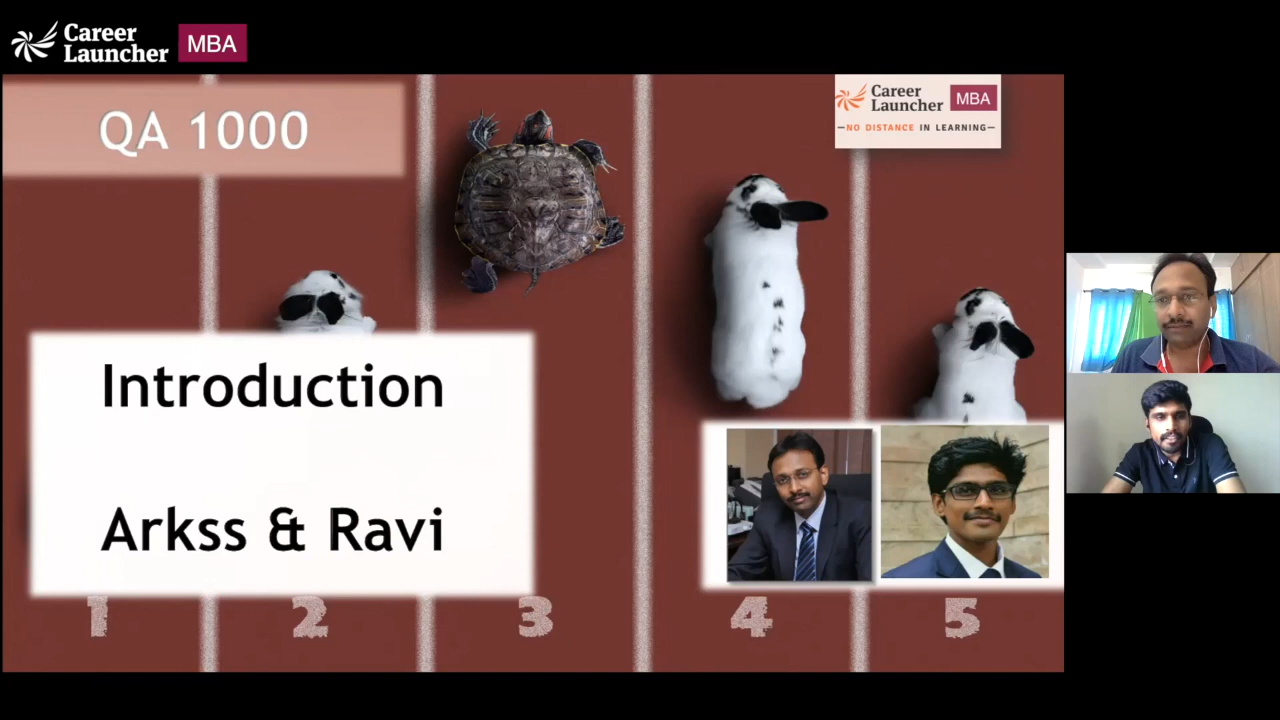 Career
Launcher
MBA
QA 1000
Career
Launcher
MBA
—NO DISTANCE IN LEARNING—
Introduction
Arkss & Ravi
1 2 3 4 5